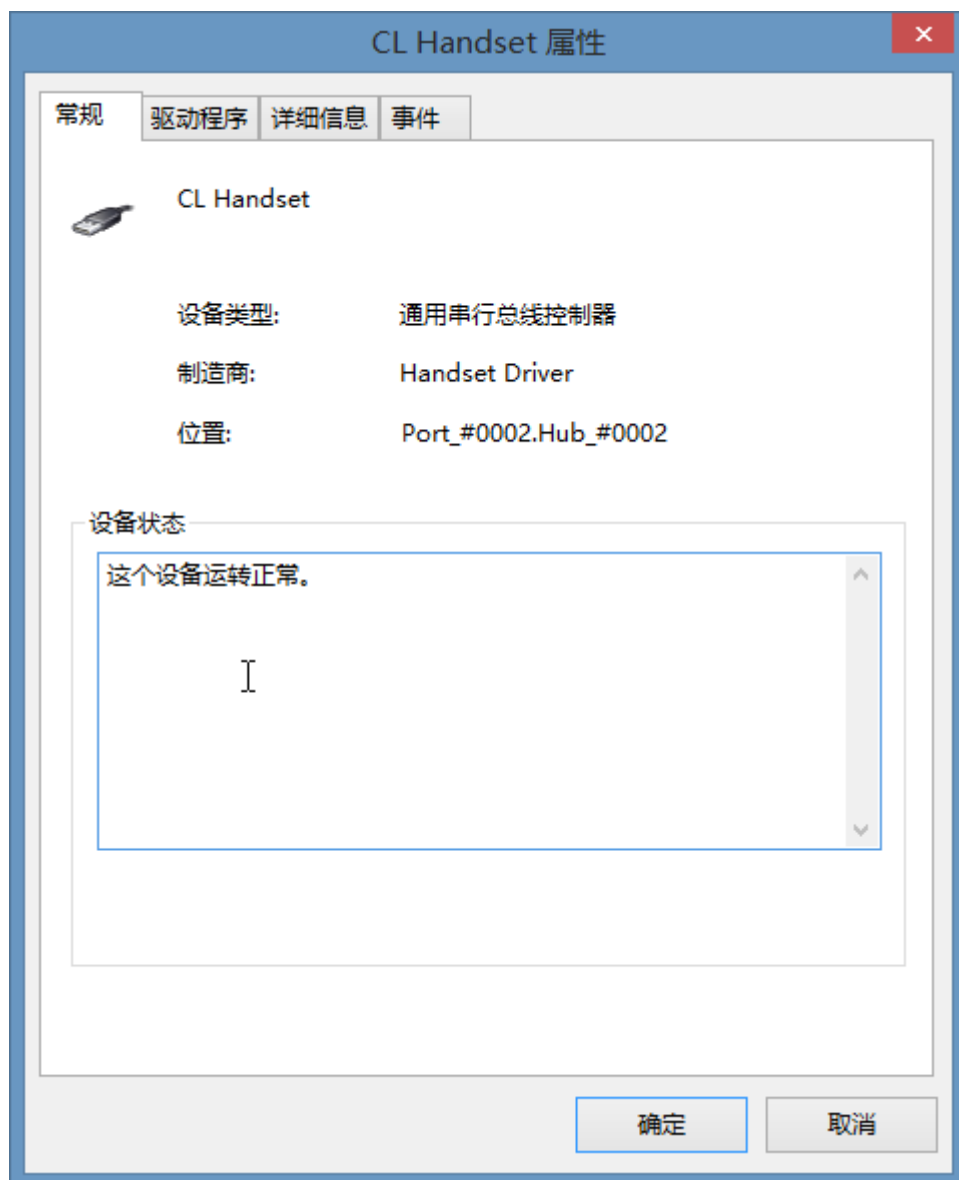 CL Handset 属性
常规 驱动程序 详细信息 事件
CL Handset
设备类型: 通用串行总线控制器
制造商: Handset Driver
位置: Port_#0002.Hub_#0002
设备状态
这个设备运转正常。
确定 取消